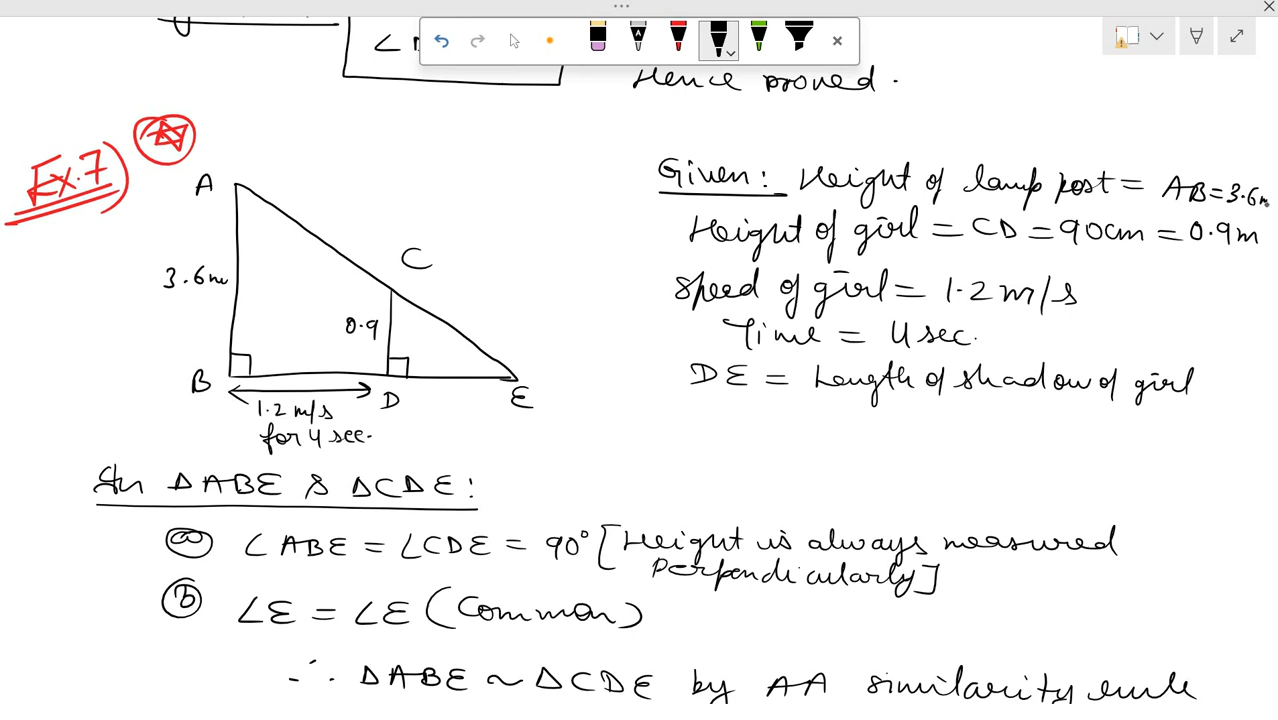 Hence proved.
Ex.7)
A
C
3.6m
0.9
B
D
E
1.2 m/s
for 4 sec.
Given: Height of lamp post = AB=3.6m
Height of girl = CD = 90cm = 0.9m
Speed of girl = 1.2 m/s
Time = 4 sec.
DE = Length of shadow of girl
In ΔABE & ΔCDE:
(a) ∠ABE = ∠CDE = 90° [Height is always measured
Perpendicularly]
(b) ∠E = ∠E (Common)
∴ ΔABE ~ ΔCDE by AA similarity rule